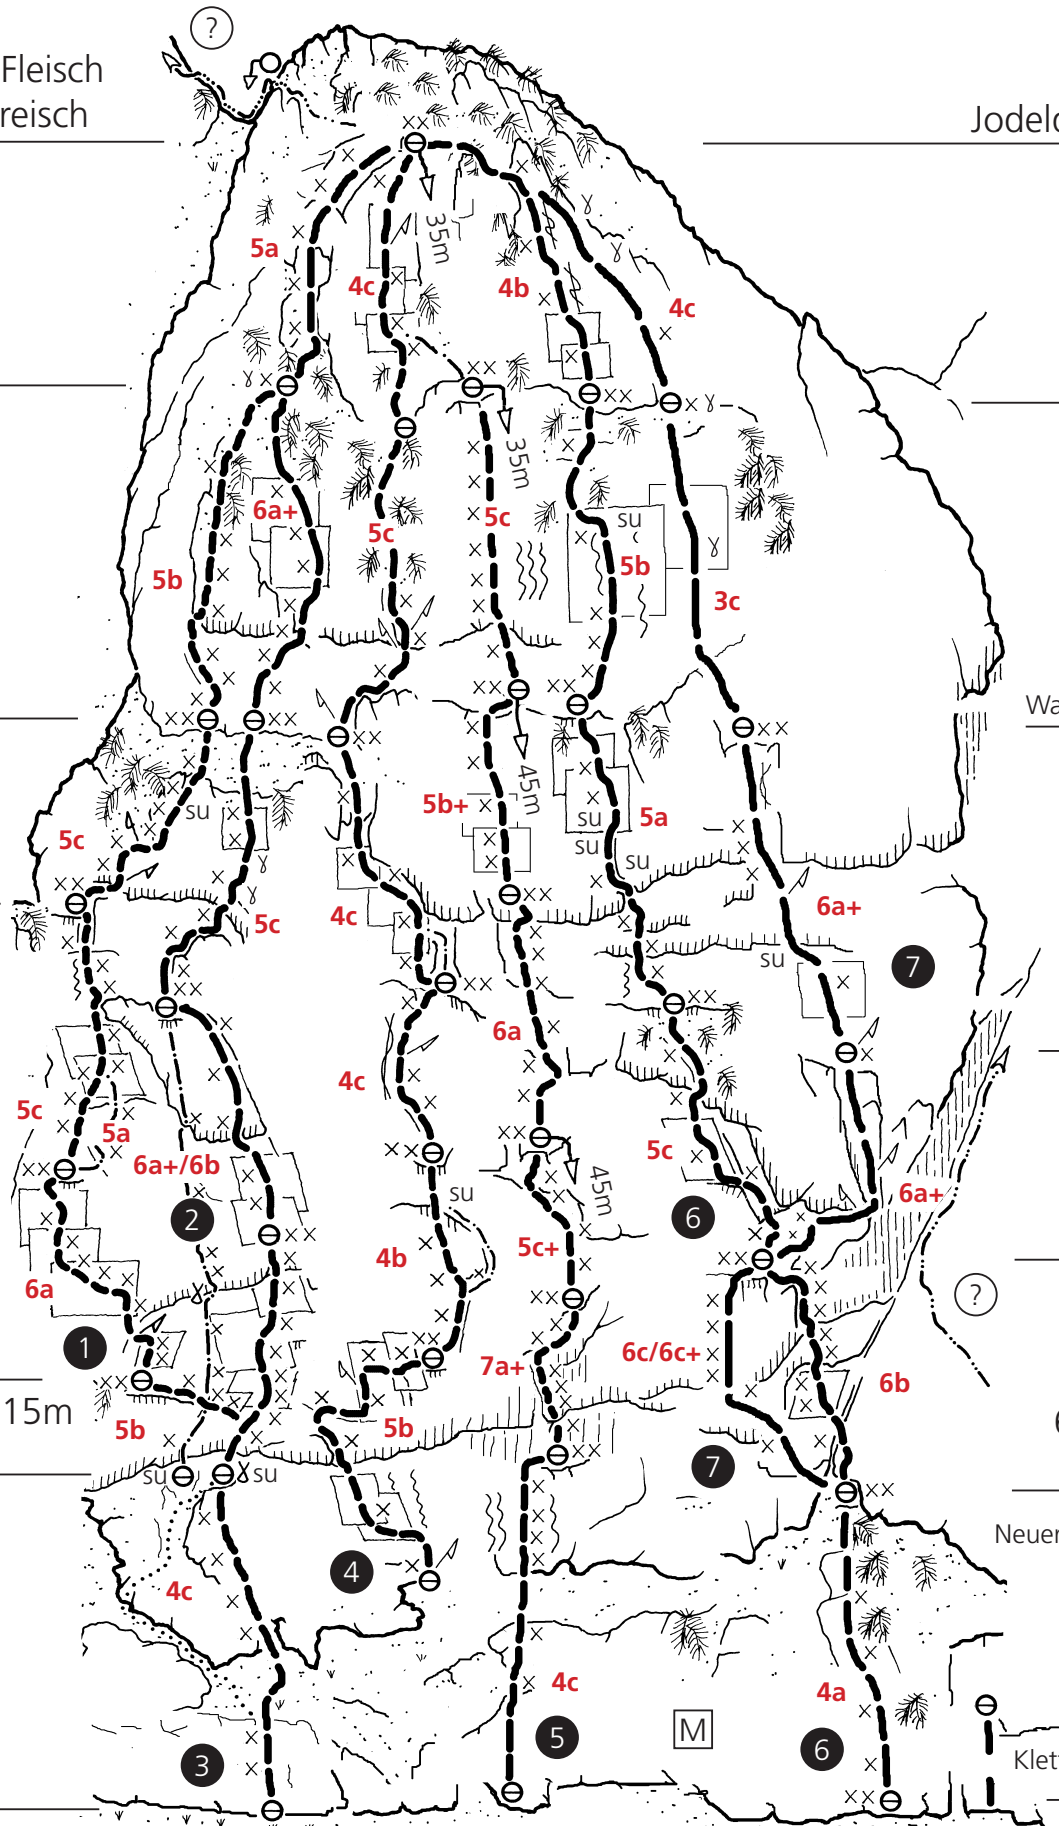 ?
Fleisch
reisch
Jodel
5a
35m
4c
4b
4c
35m
6a+
5c
5c
su
5b
5b
3c
Wa
45m
5b+
su
5a
su
5c
su
su
4c
6a+
5c
su
7
6a
4c
5c
5a
6a+/6b
5c
45m
su
6a+
2
6
5c+
4b
6a
?
1
7a+
6c/6c+
6b
15m
5b
5b
6
su
su
7
Neuer
4
4c
4c
4a
5
M
6
3
Klet